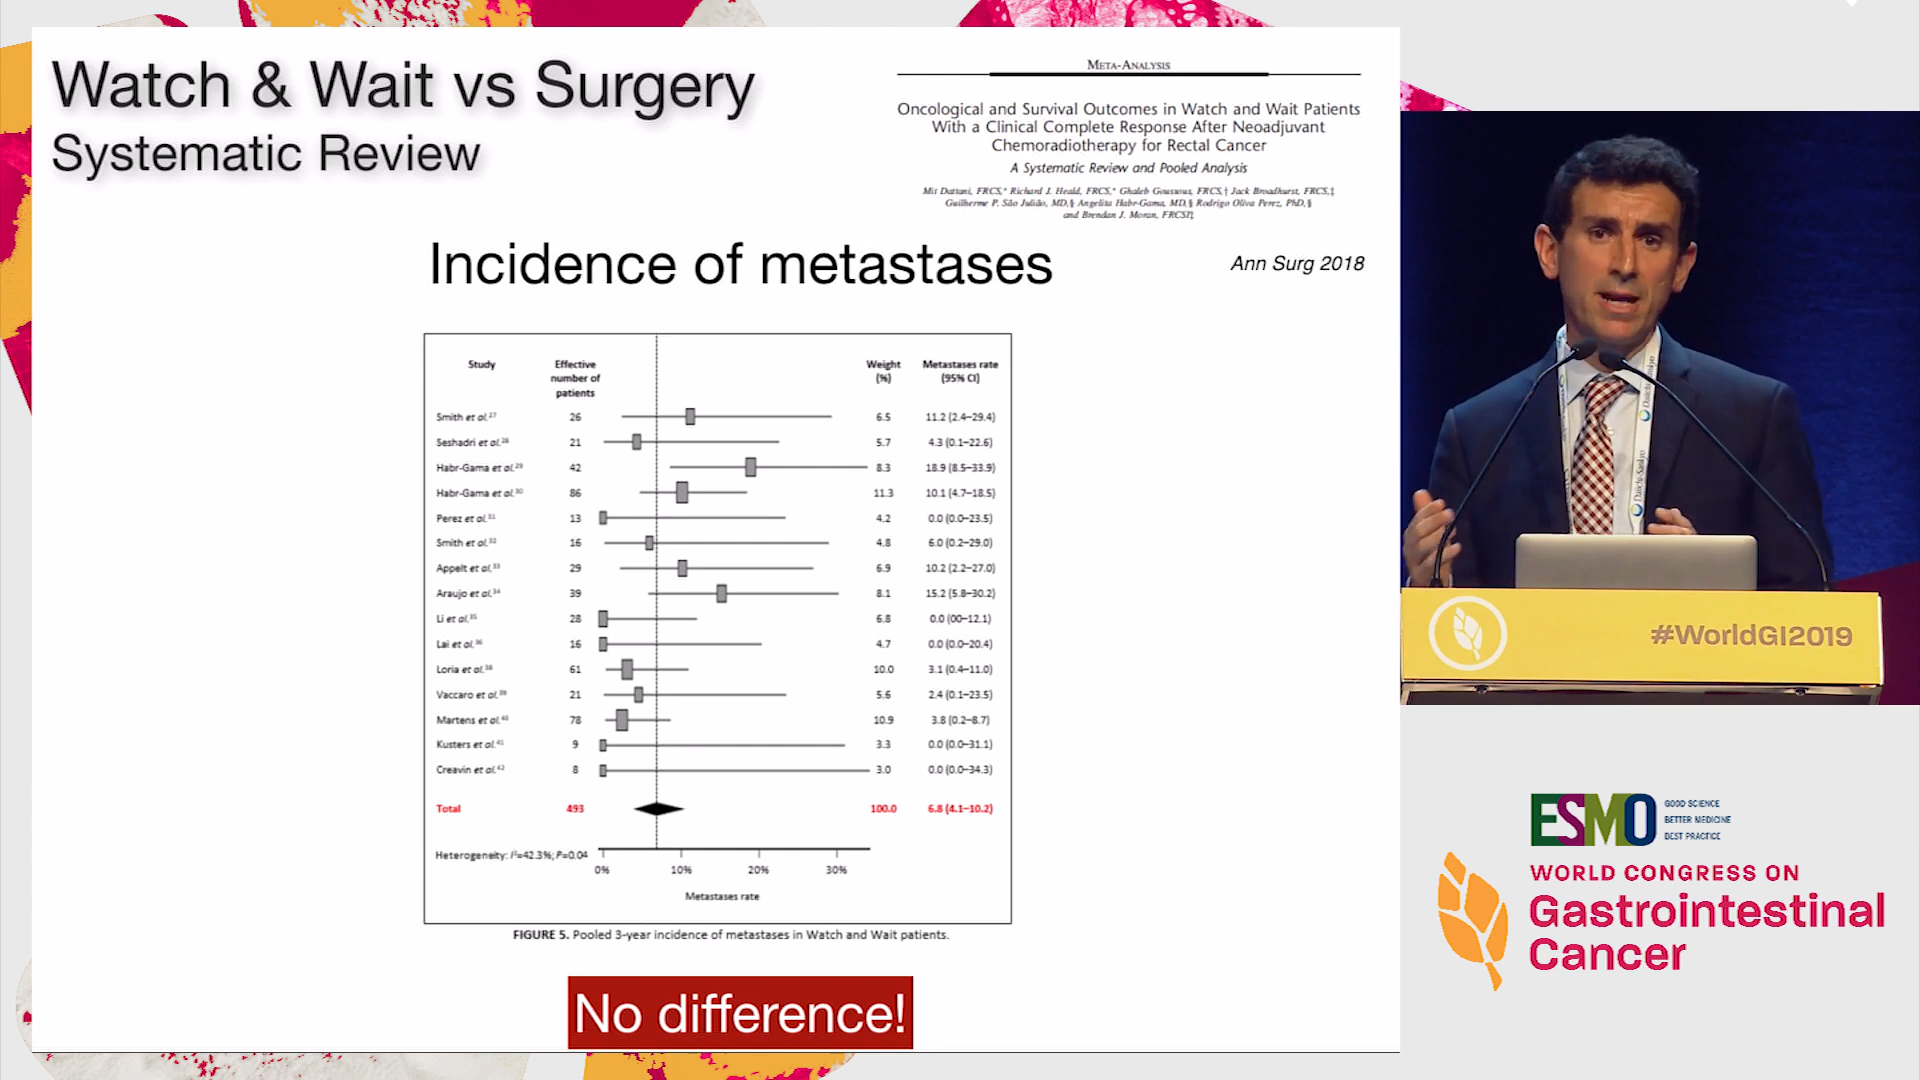 Watch & Wait vs Surgery
Systematic Review
META-ANALYSIS
Oncological and Survival Outcomes in Watch and Wait Patients
With a Clinical Complete Response After Neoadjuvant
Chemoradiotherapy for Rectal Cancer
A Systematic Review and Pooled Analysis
Mit Dattani, FRCS,* Richard J. Heald, FRCS,* Ghaleb Goussous, FRCS,† Jack Broadhurst, FRCS,‡
Guilherme P. São Julião, MD,§ Angelita Habr-Gama, MD,§ Rodrigo Oliva Perez, PhD,§
and Brendan J. Moran, FRCSI‡
Incidence of metastases
Ann Surg 2018
Study Effective number of patients Weight (%) Metastases rate (95% CI)
Smith et al.27 26 6.5 11.2 (2.4–29.4)
Seshadri et al.28 21 5.7 4.3 (0.1–22.6)
Habr-Gama et al.29 42 8.3 18.9 (8.5–33.9)
Habr-Gama et al.30 86 11.3 10.1 (4.7–18.5)
Perez et al.31 13 4.2 0.0 (0.0–23.5)
Smith et al.32 16 4.8 6.0 (0.2–29.0)
Appelt et al.33 29 6.9 10.2 (2.2–27.0)
Araujo et al.34 39 8.1 15.2 (5.8–30.2)
Li et al.35 28 6.8 0.0 (00–12.1)
Lai et al.36 16 4.7 0.0 (0.0–20.4)
Loria et al.38 61 10.0 3.1 (0.4–11.0)
Vaccaro et al.39 21 5.6 2.4 (0.1–23.5)
Martens et al.40 78 10.9 3.8 (0.2–8.7)
Kusters et al.41 9 3.3 0.0 (0.0–31.1)
Creavin et al.42 8 3.0 0.0 (0.0–34.3)
Total 493 100.0 6.8 (4.1–10.2)
Heterogeneity: I²=42.3%; P=0.04
0% 10% 20% 30%
Metastases rate
FIGURE 5. Pooled 3-year incidence of metastases in Watch and Wait patients.
No difference!
Daiichi-Sankyo
Daiichi-Sankyo
#WorldGI2019
ESMO
GOOD SCIENCE
BETTER MEDICINE
BEST PRACTICE
WORLD CONGRESS ON
Gastrointestinal
Cancer